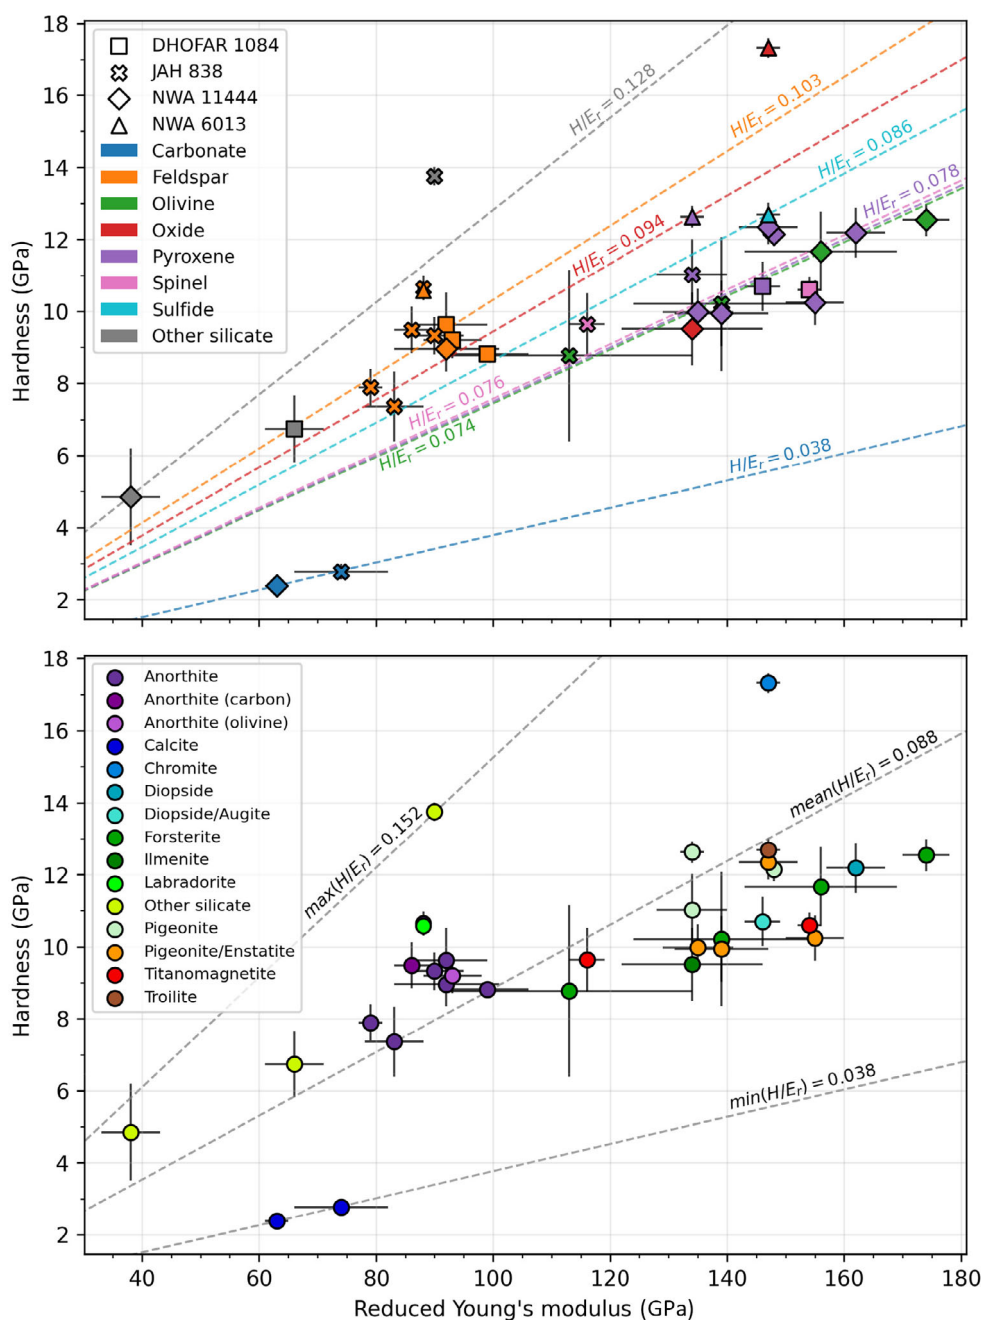 18
16
14
12
10
8
6
4
2
Hardness (GPa)
DHOFAR 1084
JAH 838
NWA 11444
NWA 6013
Carbonate
Feldspar
Olivine
Oxide
Pyroxene
Spinel
Sulfide
Other silicate
H/Er = 0.128
H/Er = 0.103
H/Er = 0.086
H/Er = 0.078
H/Er = 0.094
H/Er = 0.076
H/Er = 0.074
H/Er = 0.038
18
16
14
12
10
8
6
4
2
Hardness (GPa)
Anorthite
Anorthite (carbon)
Anorthite (olivine)
Calcite
Chromite
Diopside
Diopside/Augite
Forsterite
Ilmenite
Labradorite
Other silicate
Pigeonite
Pigeonite/Enstatite
Titanomagnetite
Troilite
max(H/Er) = 0.152
mean(H/Er) = 0.088
min(H/Er) = 0.038
40 60 80 100 120 140 160 180
Reduced Young's modulus (GPa)